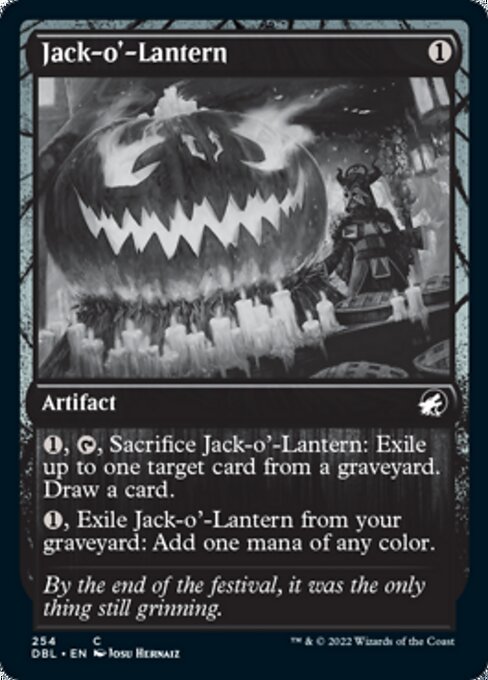 Jack-o'-Lantern 1
Artifact
1, T, Sacrifice Jack-o'-Lantern: Exile
up to one target card from a graveyard.
Draw a card.
1, Exile Jack-o'-Lantern from your
graveyard: Add one mana of any color.
By the end of the festival, it was the only
thing still grinning.
254 C
DBL • EN Josu Hernaiz
™ & © 2022 Wizards of the Coast